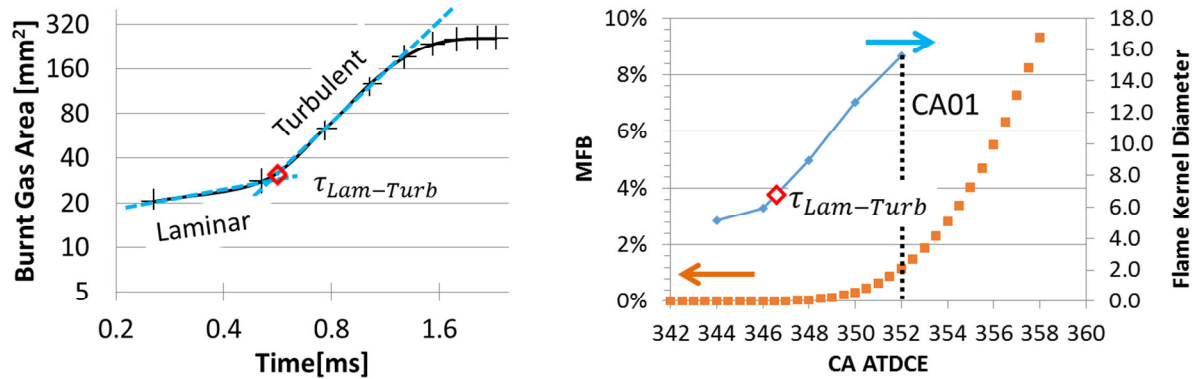 Burnt Gas Area [mm²]
320
160
80
40
20
10
5
0.2
0.4
0.8
1.6
Time[ms]
Laminar
Turbulent
τLam−Turb
MFB
10%
8%
6%
4%
2%
0%
342 344 346 348 350 352 354 356 358 360
CA ATDCE
CA01
τLam−Turb
18.0
16.0
14.0
12.0
10.0
8.0
6.0
4.0
2.0
0.0
Flame Kernel Diameter